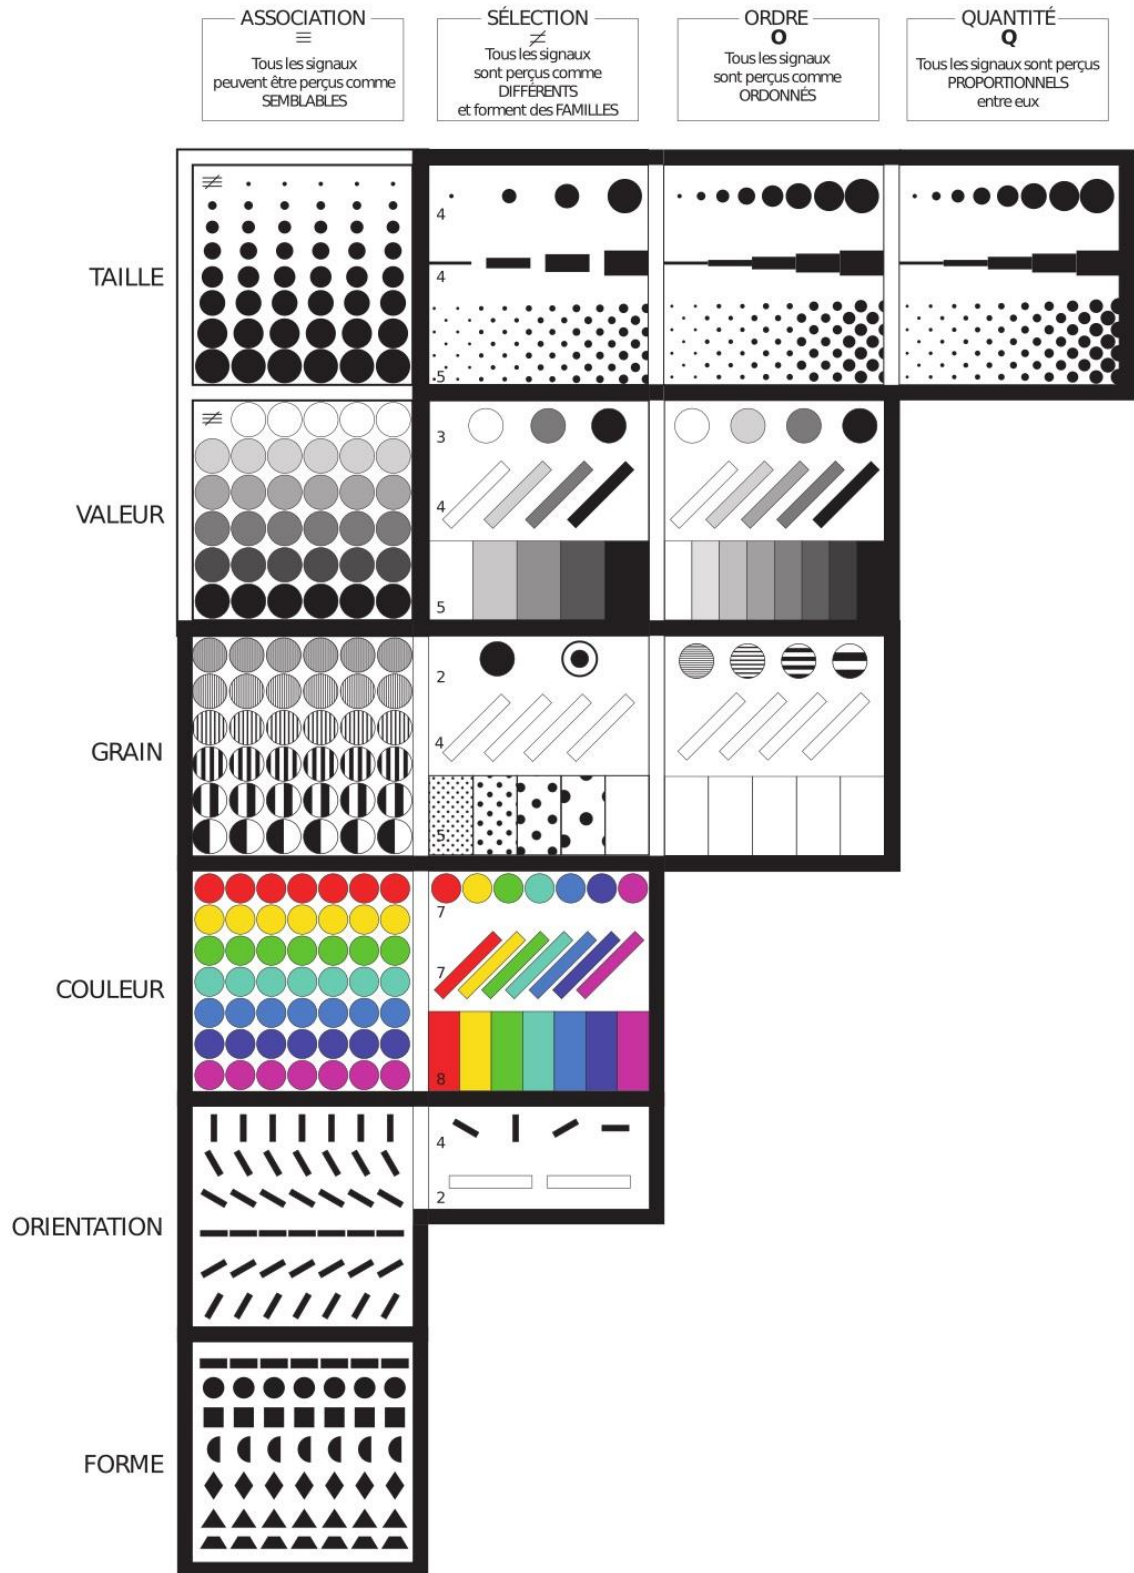 ASSOCIATION
≡
Tous les signaux
peuvent être perçus comme
SEMBLABLES
SÉLECTION
≠
Tous les signaux
sont perçus comme
DIFFÉRENTS
et forment des FAMILLES
ORDRE
O
Tous les signaux
sont perçus comme
ORDONNÉS
QUANTITÉ
Q
Tous les signaux sont perçus
PROPORTIONNELS
entre eux
TAILLE
≢
4
4
5
VALEUR
≢
3
4
5
GRAIN
2
4
5
COULEUR
7
7
8
ORIENTATION
4
2
FORME